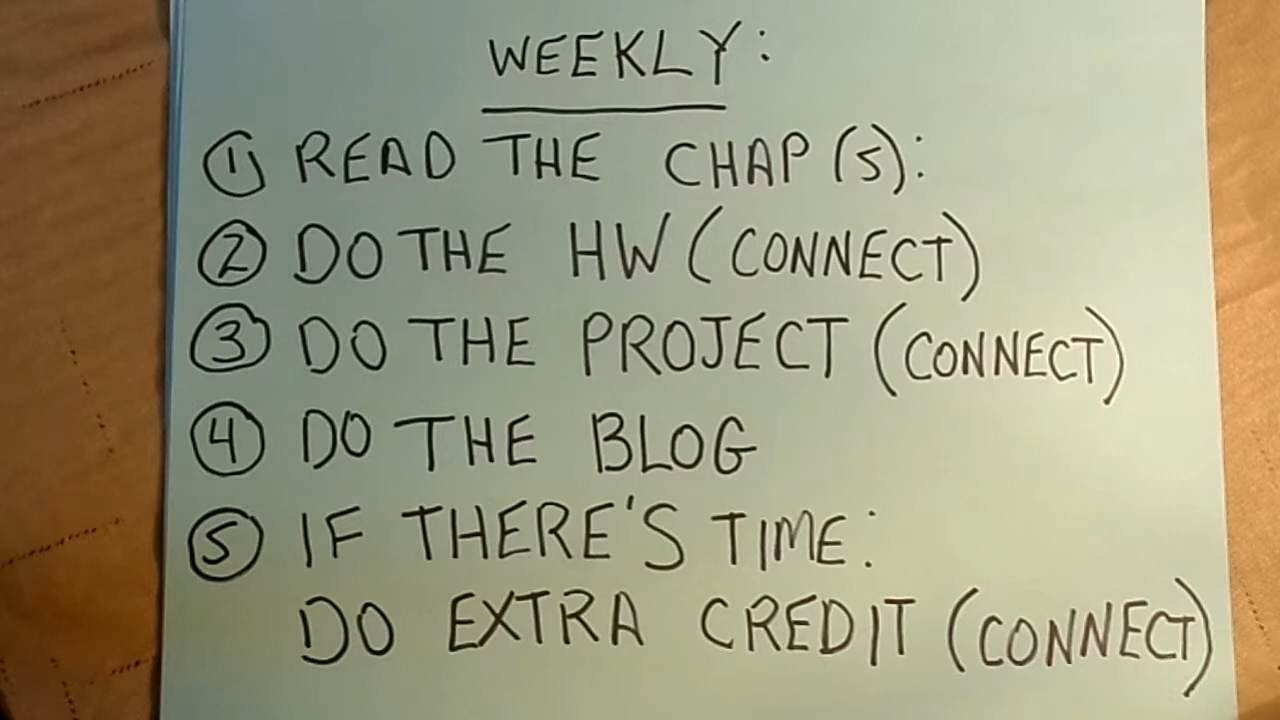 WEEKLY:
① READ THE CHAP(S):
② DO THE HW (CONNECT)
③ DO THE PROJECT (CONNECT)
④ DO THE BLOG
⑤ IF THERE'S TIME:
DO EXTRA CREDIT (CONNECT)